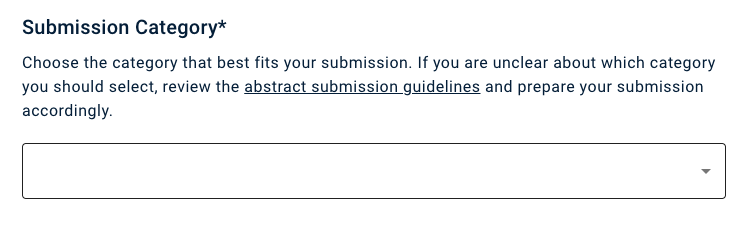 Submission Category*
Choose the category that best fits your submission. If you are unclear about which category
you should select, review the abstract submission guidelines and prepare your submission
accordingly.